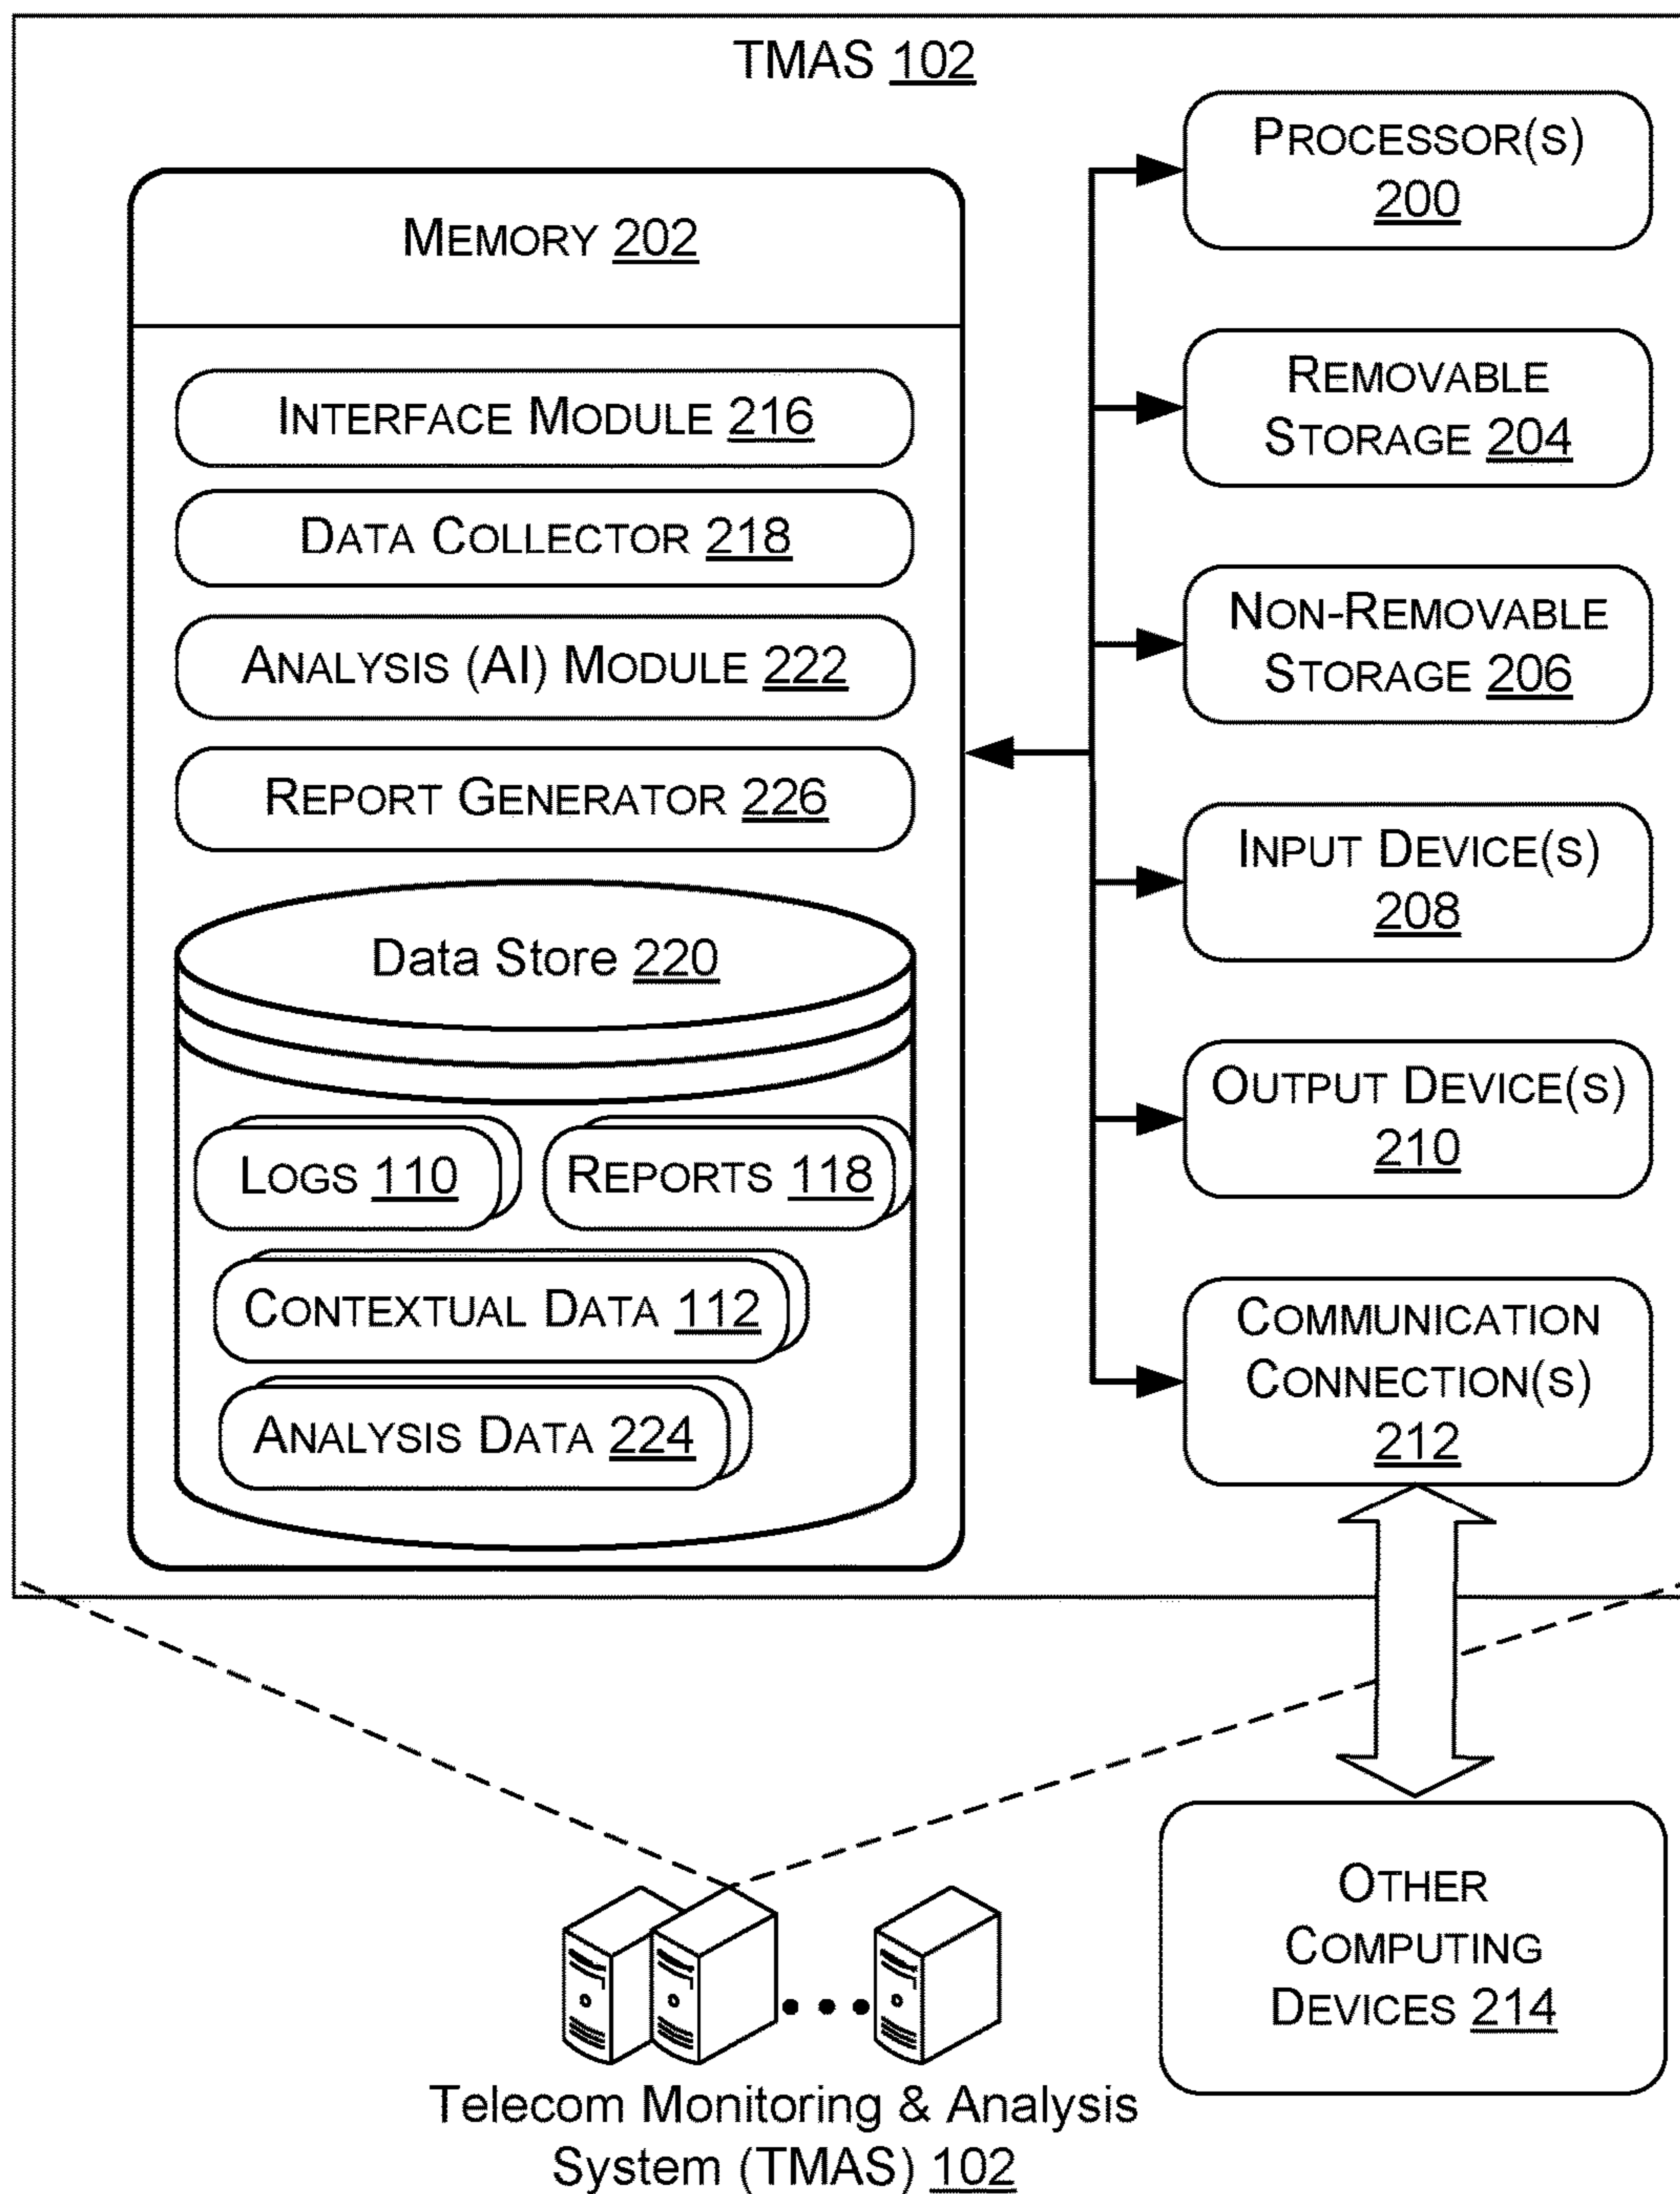 TMAS 102
MEMORY 202
INTERFACE MODULE 216
DATA COLLECTOR 218
ANALYSIS (AI) MODULE 222
REPORT GENERATOR 226
Data Store 220
LOGS 110
REPORTS 118
CONTEXTUAL DATA 112
ANALYSIS DATA 224
PROCESSOR(S)
200
REMOVABLE
STORAGE 204
NON-REMOVABLE
STORAGE 206
INPUT DEVICE(S)
208
OUTPUT DEVICE(S)
210
COMMUNICATION
CONNECTION(S)
212
OTHER
COMPUTING
DEVICES 214
Telecom Monitoring & Analysis
System (TMAS) 102